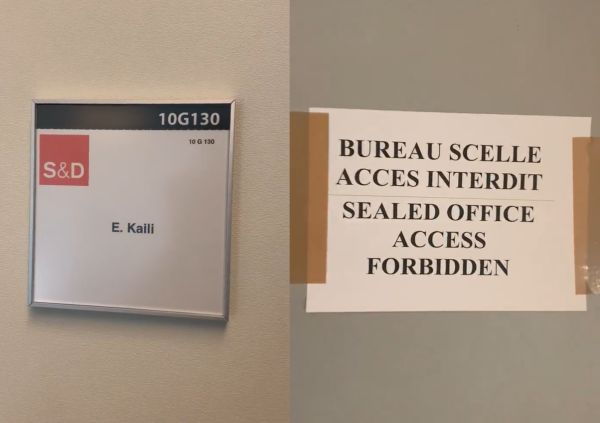 10G130
10 G 130
S&D
E. Kaili
BUREAU SCELLE
ACCES INTERDIT
SEALED OFFICE
ACCESS
FORBIDDEN